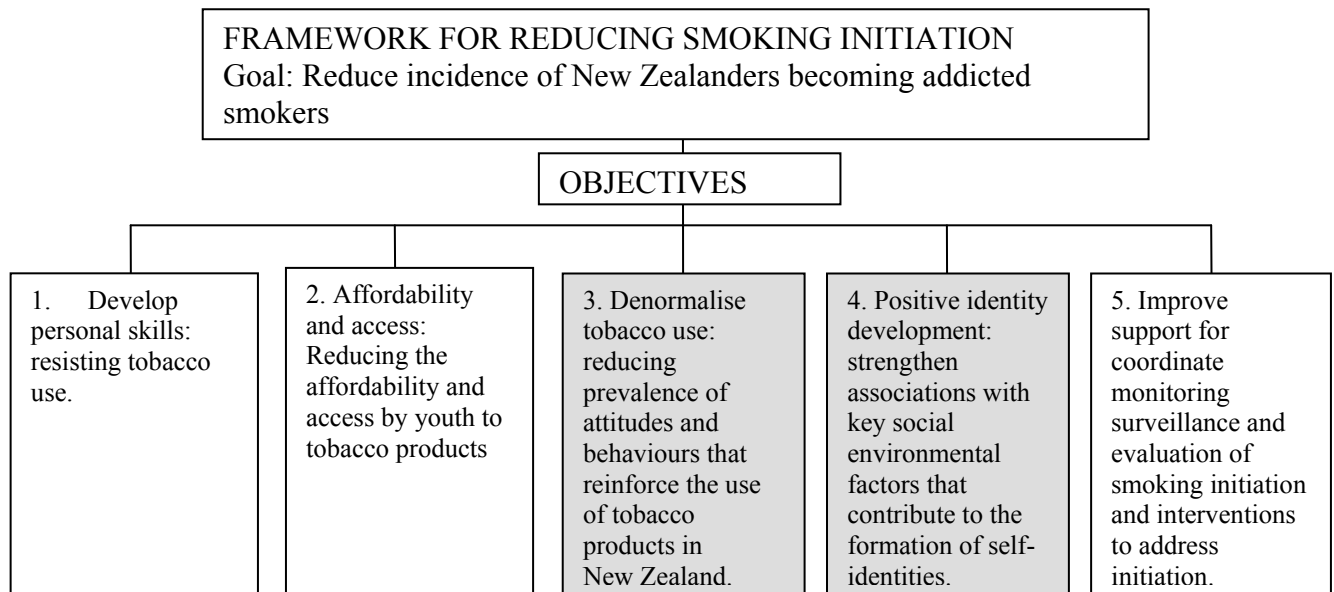 FRAMEWORK FOR REDUCING SMOKING INITIATION
Goal: Reduce incidence of New Zealanders becoming addicted
smokers
OBJECTIVES
1. Develop
personal skills:
resisting tobacco
use.
2. Affordability
and access:
Reducing the
affordability and
access by youth to
tobacco products
3. Denormalise
tobacco use:
reducing
prevalence of
attitudes and
behaviours that
reinforce the use
of tobacco
products in
New Zealand.
4. Positive identity
development:
strengthen
associations with
key social
environmental
factors that
contribute to the
formation of self-
identities.
5. Improve
support for
coordinate
monitoring
surveillance and
evaluation of
smoking initiation
and interventions
to address
initiation.